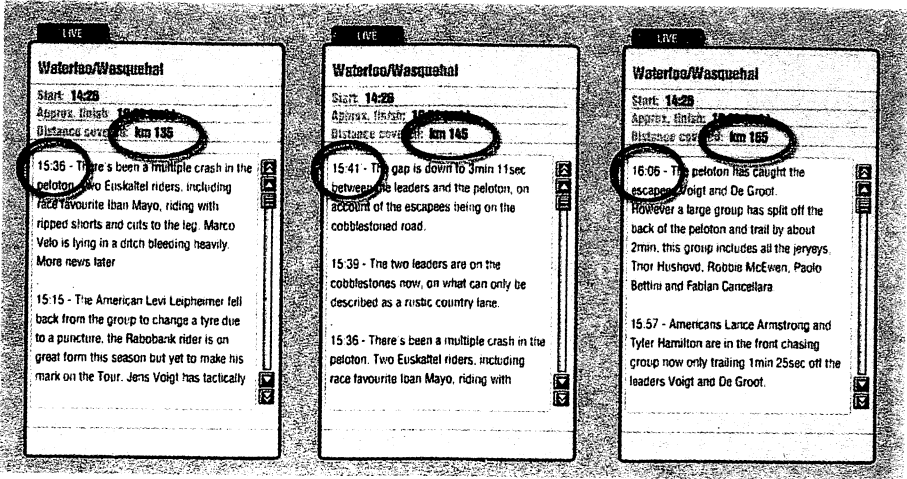 LIVE
Waterloo/Wasquehal
Start: 14:26
Approx. finish:
Distance covered: km 135
15:36 - There's been a multiple crash in the
peloton. Two Euskaltel riders, including
race favourite Iban Mayo, riding with
ripped shorts and cuts to the leg. Marco
Velo is lying in a ditch bleeding heavily.
More news later
15:15 - The American Levi Leipheimer fell
back from the group to change a tyre due
to a puncture, the Rabobank rider is on
great form this season but yet to make his
mark on the Tour. Jens Voigt has tactically
LIVE
Waterloo/Wasquehal
Start: 14:26
Approx. finish:
Distance covered: km 145
15:41 - The gap is down to 3min 11sec
between the leaders and the peloton, on
account of the escapees being on the
cobblestoned road.
15:39 - The two leaders are on the
cobblestones now, on what can only be
described as a rustic country lane.
15:36 - There's been a multiple crash in the
peloton. Two Euskaltel riders, including
race favourite Iban Mayo, riding with
LIVE
Waterloo/Wasquehal
Start: 14:26
Approx. finish:
Distance covered: km 165
16:06 - The peloton has caught the
escapees Voigt and De Groot.
However a large group has split off the
back of the peloton and trail by about
2min, this group includes all the jeryeys.
Thor Hushovd, Robbie McEwen, Paolo
Bettini and Fabian Cancellara
15:57 - Americans Lance Armstrong and
Tyler Hamilton are in the front chasing
group now only trailing 1min 25sec off the
leaders Voigt and De Groot.